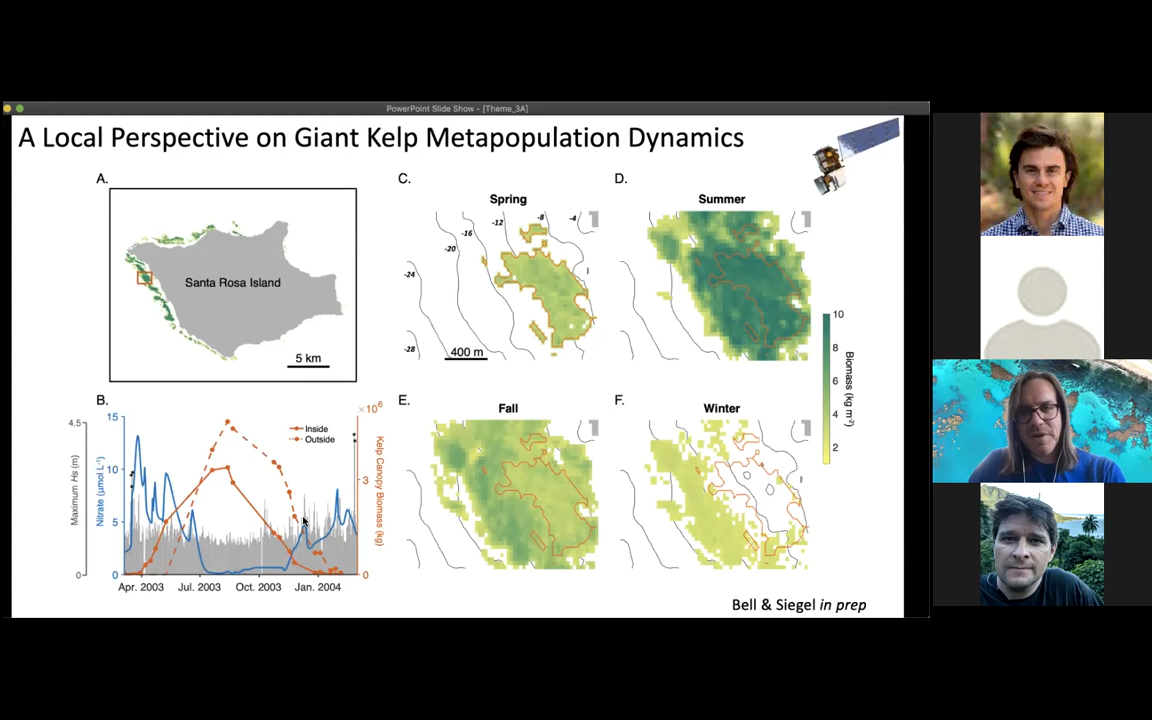 PowerPoint Slide Show - [Theme_3A]
A Local Perspective on Giant Kelp Metapopulation Dynamics
A.
Santa Rosa Island
5 km
B.
4.5
0
Maximum Hs (m)
15
10
5
0
Nitrate (μmol L⁻¹)
Inside
Outside
×10⁶
6
3
0
Kelp Canopy Biomass (kg)
Apr. 2003
Jul. 2003
Oct. 2003
Jan. 2004
C.
Spring
-4
-8
-12
-16
-20
-24
-28
400 m
D.
Summer
10
8
6
4
2
Biomass (kg m⁻²)
E.
Fall
F.
Winter
Bell & Siegel in prep